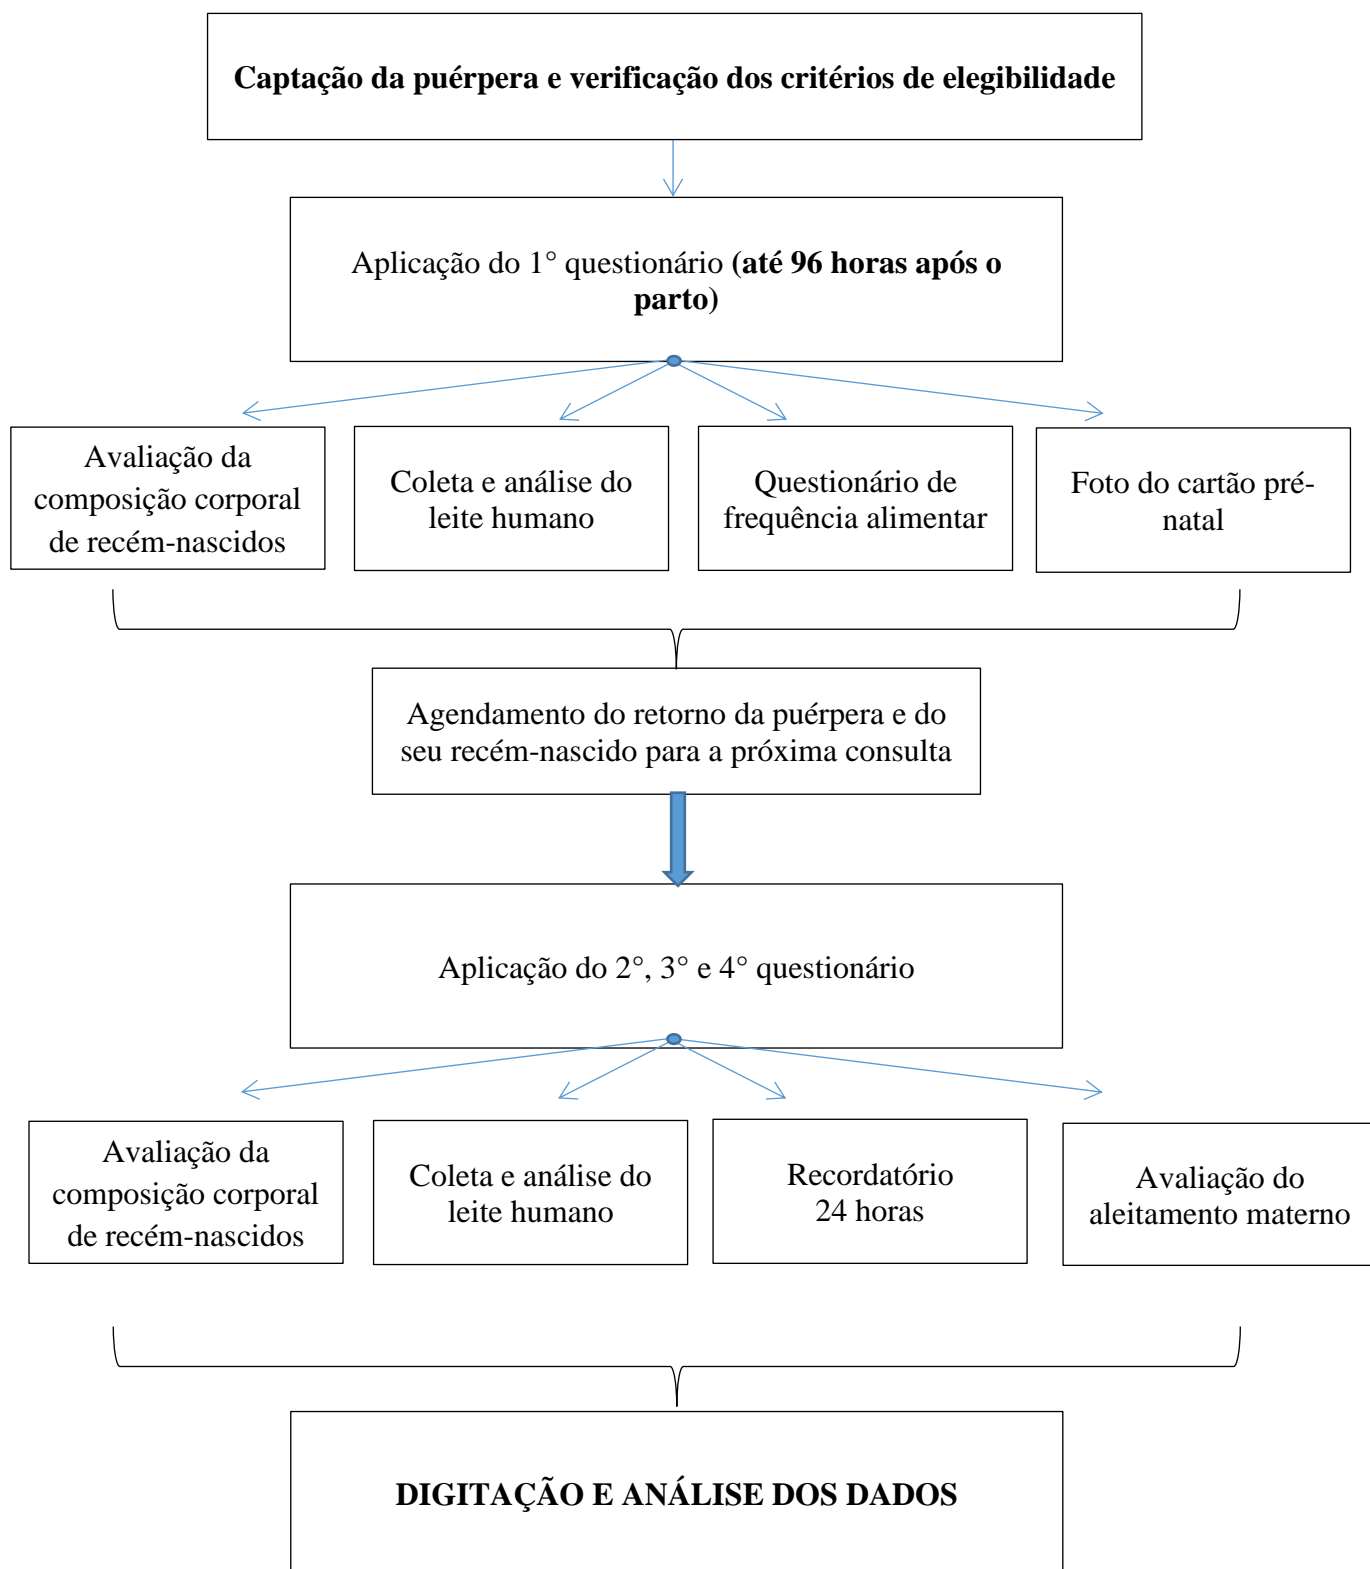 Captação da puérpera e verificação dos critérios de elegibilidade
Aplicação do 1° questionário (até 96 horas após o
parto)
Avaliação da
composição corporal
de recém-nascidos
Coleta e análise do
leite humano
Questionário de
frequência alimentar
Foto do cartão pré-
natal
Agendamento do retorno da puérpera e do
seu recém-nascido para a próxima consulta
Aplicação do 2°, 3° e 4° questionário
Avaliação da
composição corporal
de recém-nascidos
Coleta e análise do
leite humano
Recordatório
24 horas
Avaliação do
aleitamento materno
DIGITAÇÃO E ANÁLISE DOS DADOS